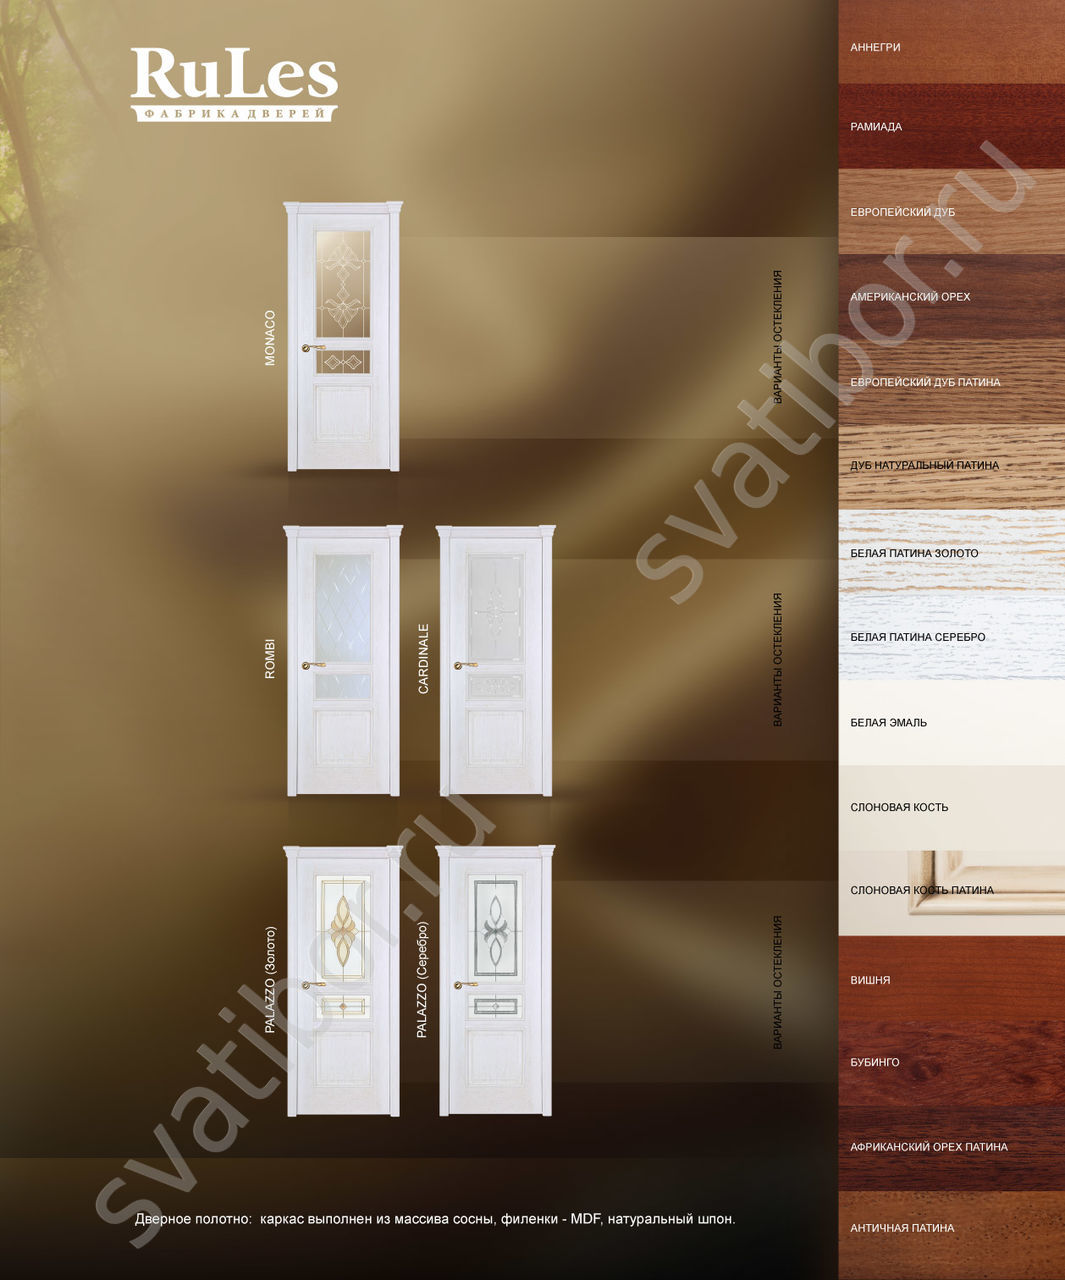 RuLes
ФАБРИКА ДВЕРЕЙ
MONACO
ВАРИАНТЫ ОСТЕКЛЕНИЯ
ROMBI
CARDINALE
ВАРИАНТЫ ОСТЕКЛЕНИЯ
PALAZZO (Золото)
PALAZZO (Серебро)
ВАРИАНТЫ ОСТЕКЛЕНИЯ
Дверное полотно: каркас выполнен из массива сосны, филенки - MDF, натуральный шпон.
АННЕГРИ
РАМИАДА
ЕВРОПЕЙСКИЙ ДУБ
АМЕРИКАНСКИЙ ОРЕХ
ЕВРОПЕЙСКИЙ ДУБ ПАТИНА
ДУБ НАТУРАЛЬНЫЙ ПАТИНА
БЕЛАЯ ПАТИНА ЗОЛОТО
БЕЛАЯ ПАТИНА СЕРЕБРО
БЕЛАЯ ЭМАЛЬ
СЛОНОВАЯ КОСТЬ
СЛОНОВАЯ КОСТЬ ПАТИНА
ВИШНЯ
БУБИНГО
АФРИКАНСКИЙ ОРЕХ ПАТИНА
АНТИЧНАЯ ПАТИНА
svatibor.ru
svatibor.ru